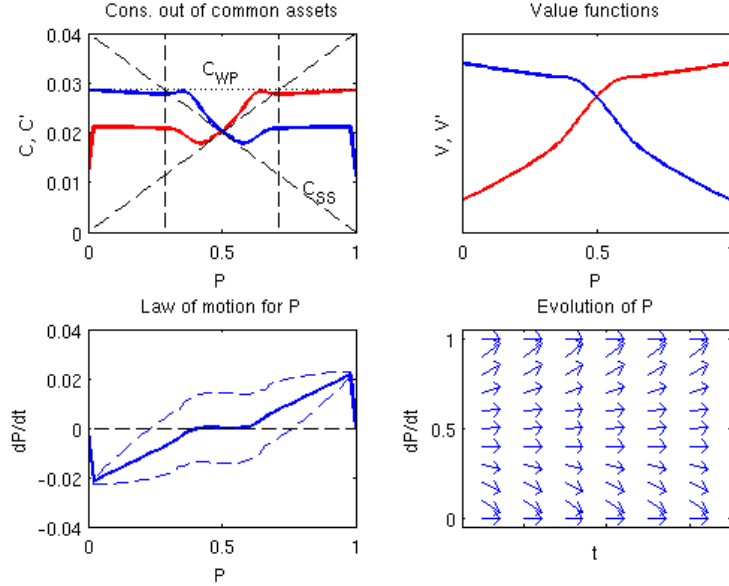 Cons. out of common assets
0.04
0.03
0.02
0.01
0
C, C'
C_WP
C_SS
0 0.5 1
P
Value functions
V, V'
0 0.5 1
P
Law of motion for P
0.04
0.02
0
-0.02
-0.04
dP/dt
0 0.5 1
P
Evolution of P
1
0.5
0
dP/dt
t